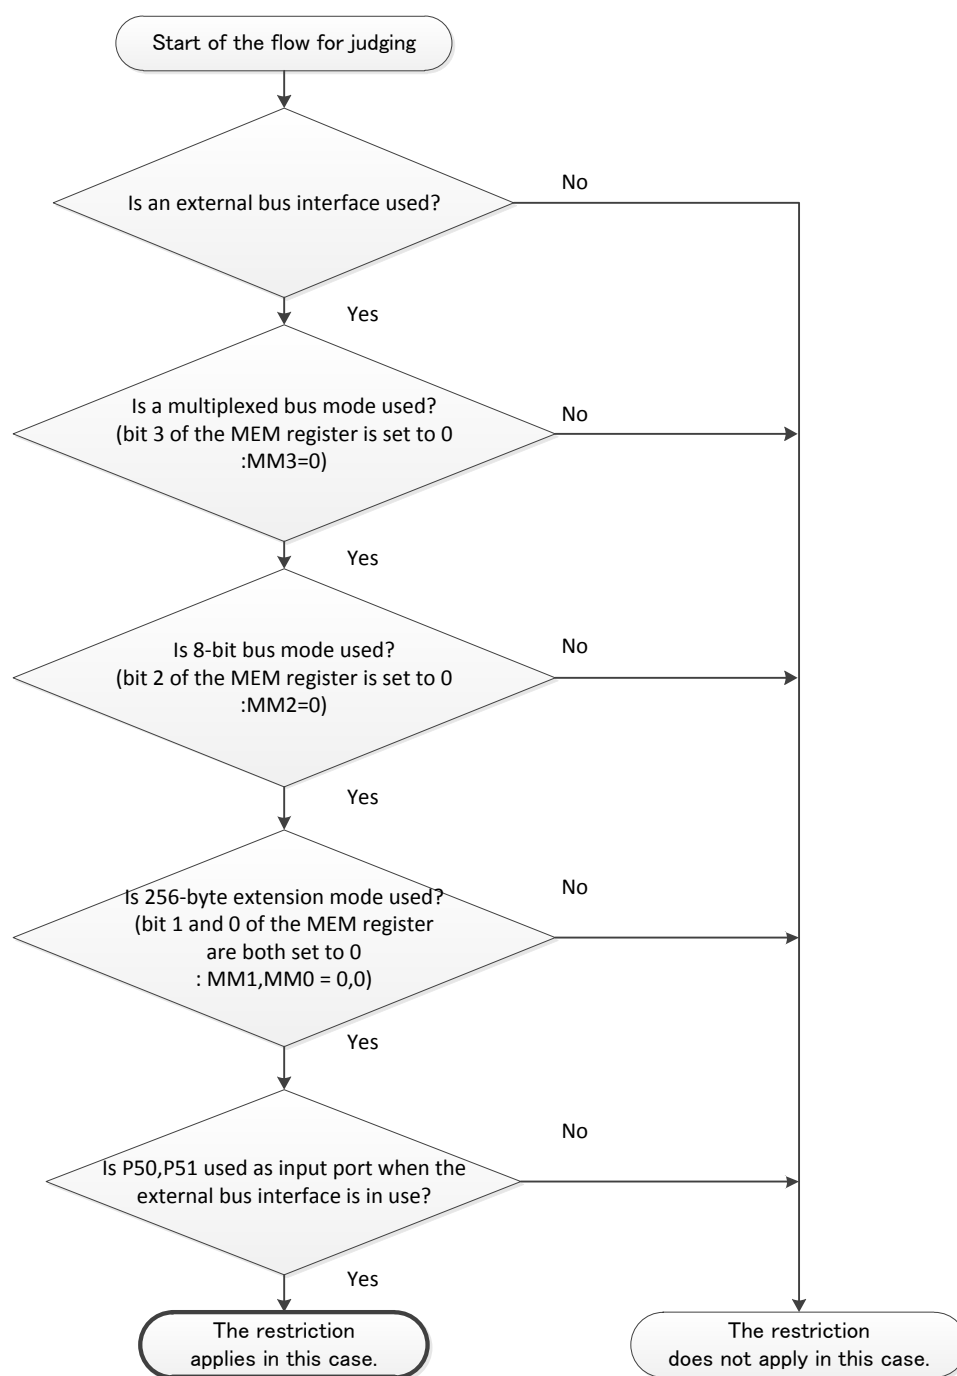 Start of the flow for judging
Is an external bus interface used?
No
Yes
Is a multiplexed bus mode used?
(bit 3 of the MEM register is set to 0
:MM3=0)
No
Yes
Is 8-bit bus mode used?
(bit 2 of the MEM register is set to 0
:MM2=0)
No
Yes
Is 256-byte extension mode used?
(bit 1 and 0 of the MEM register
are both set to 0
: MM1,MM0 = 0,0)
No
Yes
Is P50,P51 used as input port when the
external bus interface is in use?
No
Yes
The restriction
applies in this case.
The restriction
does not apply in this case.